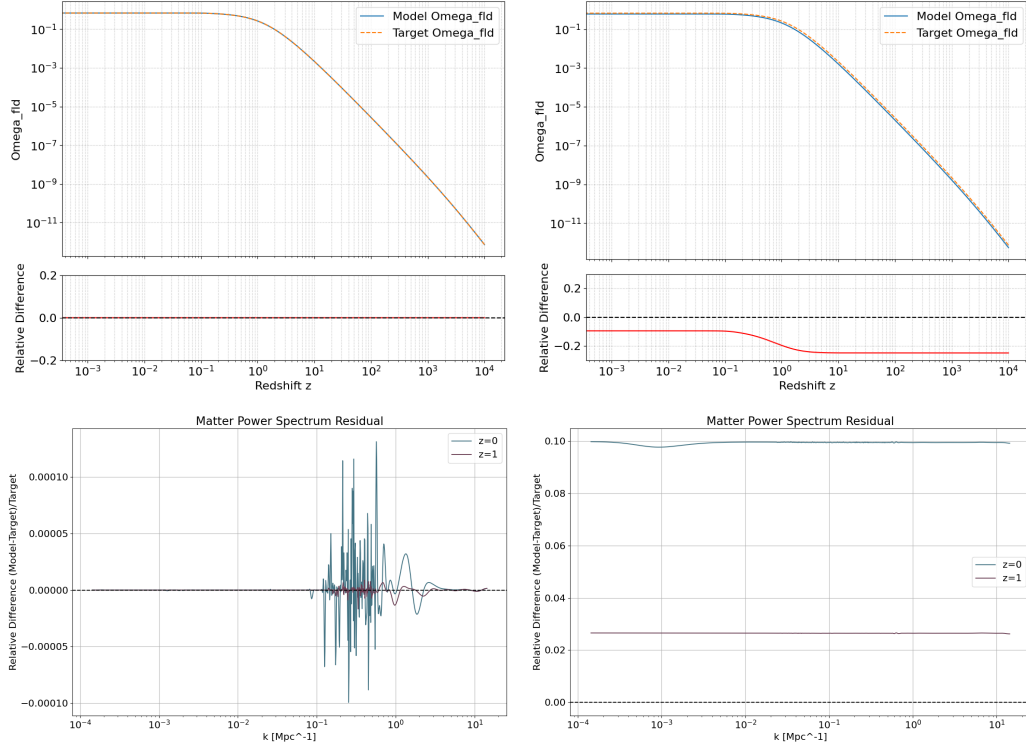 Model Omega_fld
Target Omega_fld
Omega_fld
10^-1
10^-3
10^-5
10^-7
10^-9
10^-11
Relative Difference
0.2
0.0
−0.2
10^-3 10^-2 10^-1 10^0 10^1 10^2 10^3 10^4
Redshift z
Model Omega_fld
Target Omega_fld
Omega_fld
10^-1
10^-3
10^-5
10^-7
10^-9
10^-11
Relative Difference
0.2
0.0
−0.2
10^-3 10^-2 10^-1 10^0 10^1 10^2 10^3 10^4
Redshift z
Matter Power Spectrum Residual
z=0
z=1
Relative Difference (Model-Target)/Target
0.00010
0.00005
0.00000
−0.00005
−0.00010
10^-4 10^-3 10^-2 10^-1 10^0 10^1
k [Mpc^-1]
Matter Power Spectrum Residual
z=0
z=1
Relative Difference (Model-Target)/Target
0.10
0.08
0.06
0.04
0.02
0.00
10^-4 10^-3 10^-2 10^-1 10^0 10^1
k [Mpc^-1]